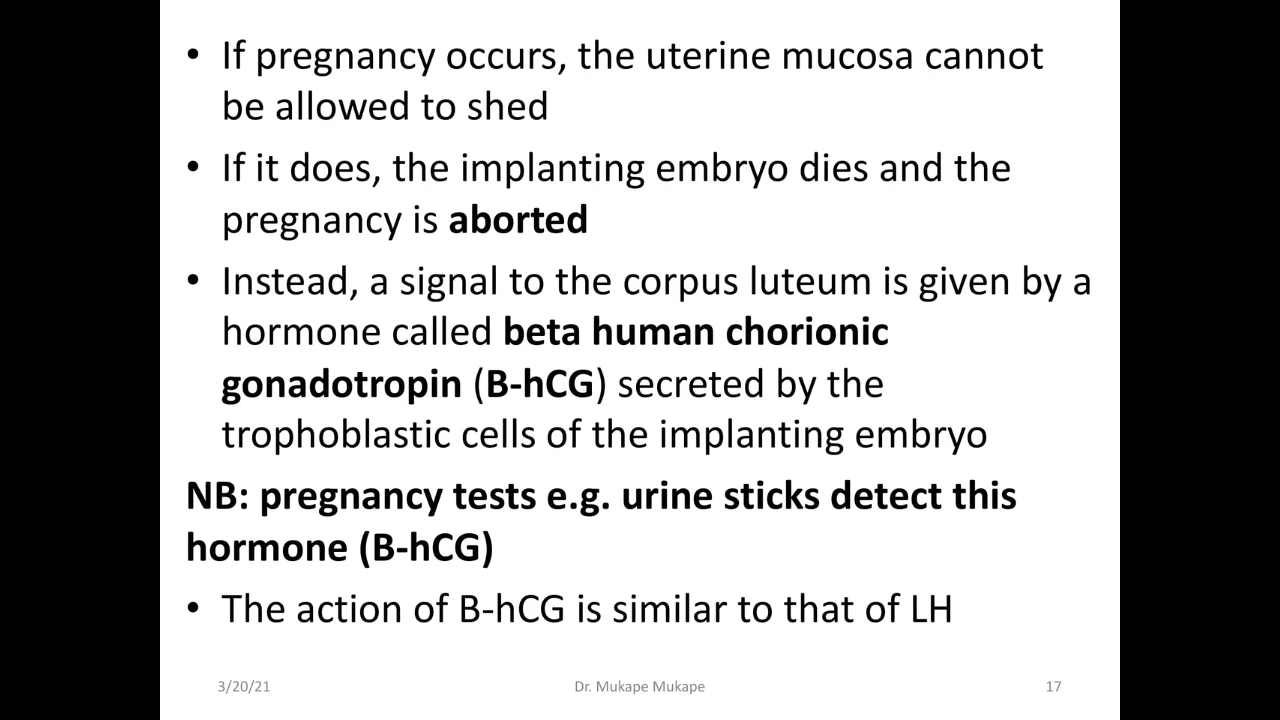 • If pregnancy occurs, the uterine mucosa cannot
be allowed to shed
• If it does, the implanting embryo dies and the
pregnancy is aborted
• Instead, a signal to the corpus luteum is given by a
hormone called beta human chorionic
gonadotropin (B-hCG) secreted by the
trophoblastic cells of the implanting embryo
NB: pregnancy tests e.g. urine sticks detect this
hormone (B-hCG)
• The action of B-hCG is similar to that of LH
3/20/21 Dr. Mukape Mukape 17